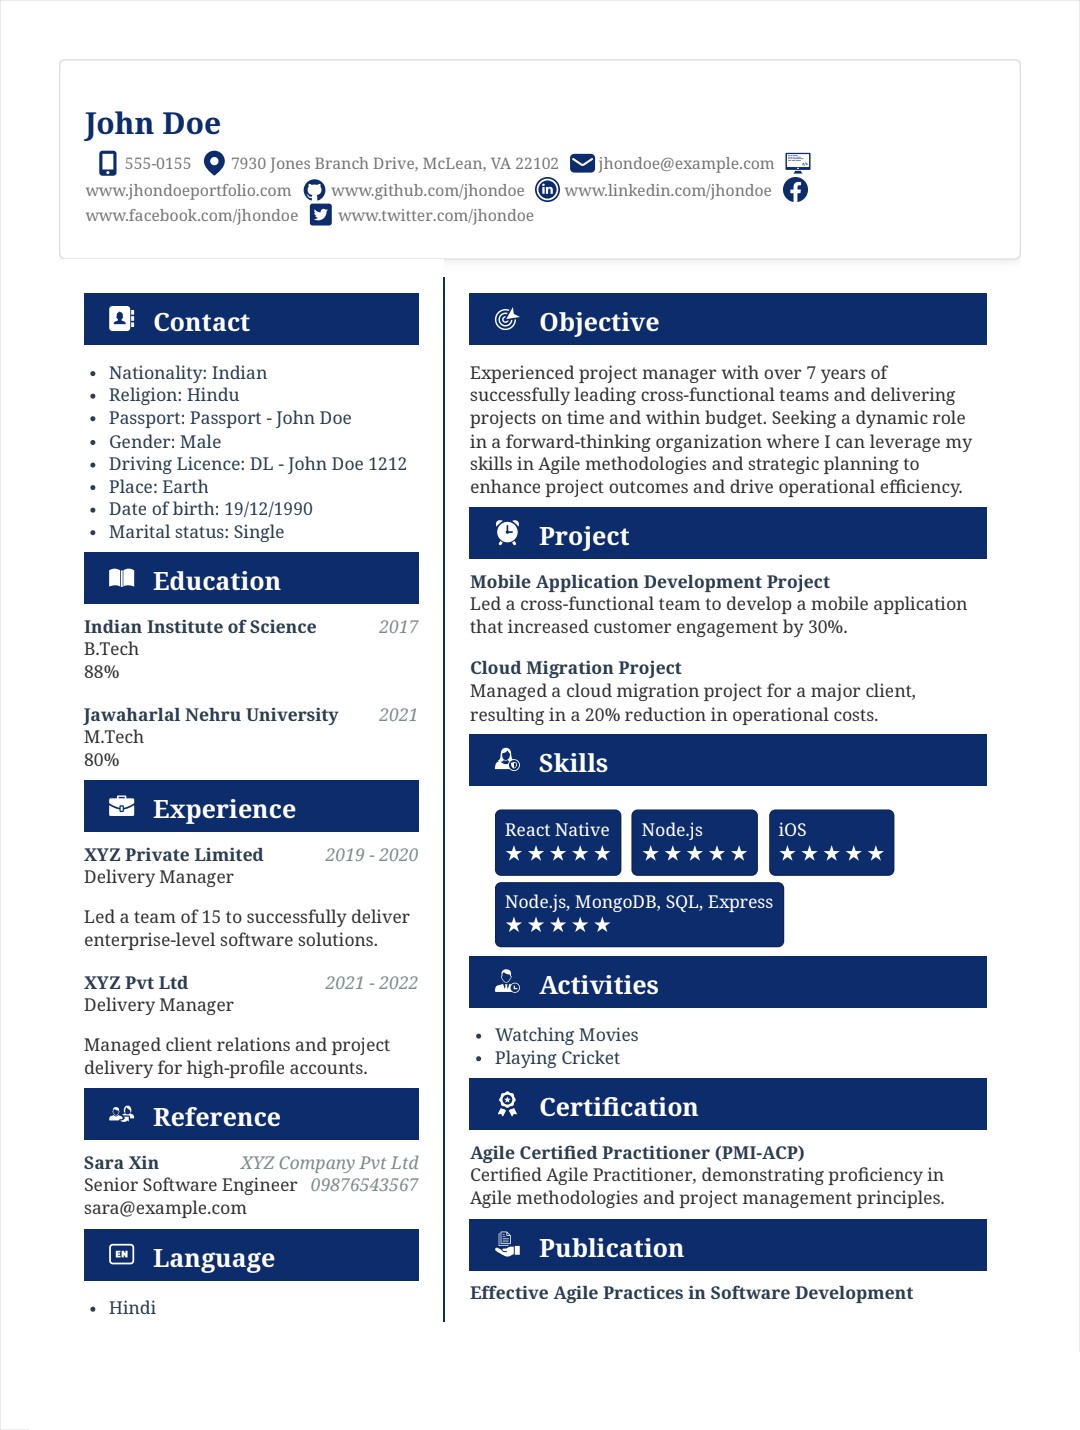 John Doe
555-0155 7930 Jones Branch Drive, McLean, VA 22102 jhondoe@example.com
www.jhondoeportfolio.com www.github.com/jhondoe www.linkedin.com/jhondoe
www.facebook.com/jhondoe www.twitter.com/jhondoe
Contact
• Nationality: Indian
• Religion: Hindu
• Passport: Passport - John Doe
• Gender: Male
• Driving Licence: DL - John Doe 1212
• Place: Earth
• Date of birth: 19/12/1990
• Marital status: Single
Education
Indian Institute of Science 2017
B.Tech
88%
Jawaharlal Nehru University 2021
M.Tech
80%
Experience
XYZ Private Limited 2019 - 2020
Delivery Manager
Led a team of 15 to successfully deliver
enterprise-level software solutions.
XYZ Pvt Ltd 2021 - 2022
Delivery Manager
Managed client relations and project
delivery for high-profile accounts.
Reference
Sara Xin XYZ Company Pvt Ltd
Senior Software Engineer 09876543567
sara@example.com
EN Language
• Hindi
Objective
Experienced project manager with over 7 years of
successfully leading cross-functional teams and delivering
projects on time and within budget. Seeking a dynamic role
in a forward-thinking organization where I can leverage my
skills in Agile methodologies and strategic planning to
enhance project outcomes and drive operational efficiency.
Project
Mobile Application Development Project
Led a cross-functional team to develop a mobile application
that increased customer engagement by 30%.
Cloud Migration Project
Managed a cloud migration project for a major client,
resulting in a 20% reduction in operational costs.
Skills
React Native Node.js iOS
★★★★★ ★★★★★ ★★★★★
Node.js, MongoDB, SQL, Express
★★★★★
Activities
• Watching Movies
• Playing Cricket
Certification
Agile Certified Practitioner (PMI-ACP)
Certified Agile Practitioner, demonstrating proficiency in
Agile methodologies and project management principles.
Publication
Effective Agile Practices in Software Development